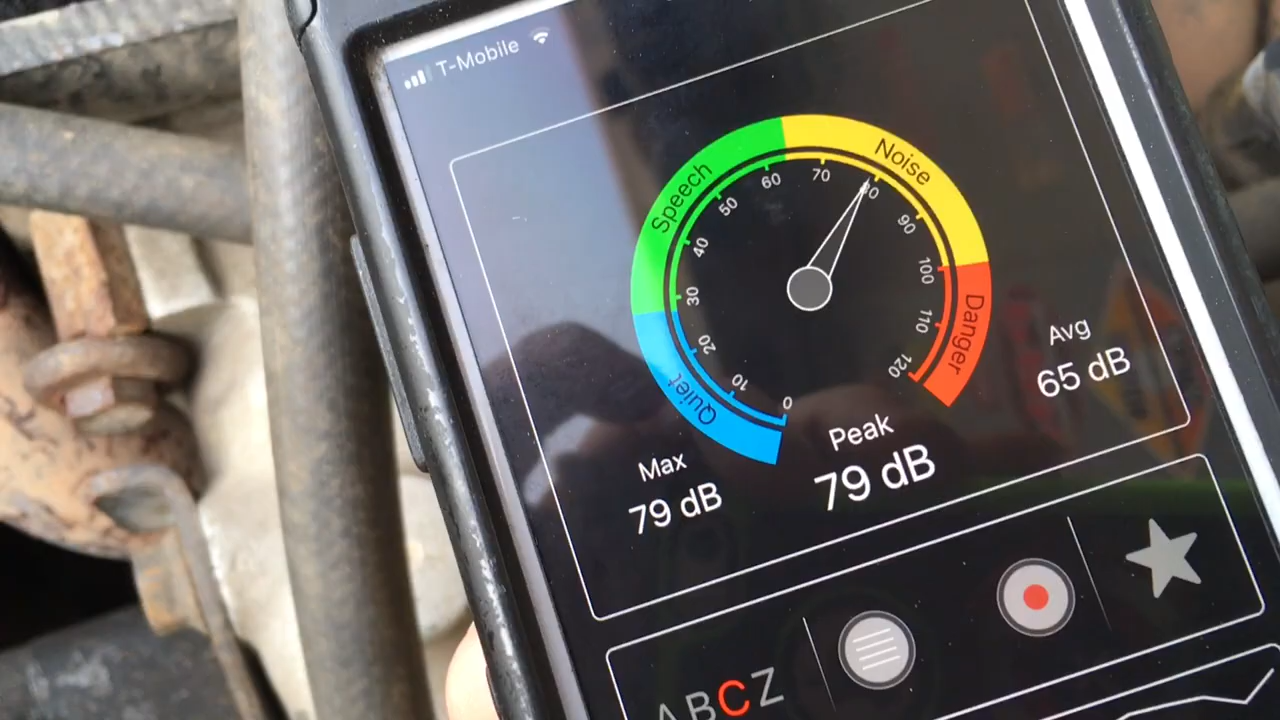 T-Mobile
Quiet
Speech
Noise
Danger
0
10
20
30
40
50
60
70
80
90
100
110
120
Avg
65 dB
Max
79 dB
Peak
79 dB
ABCZ